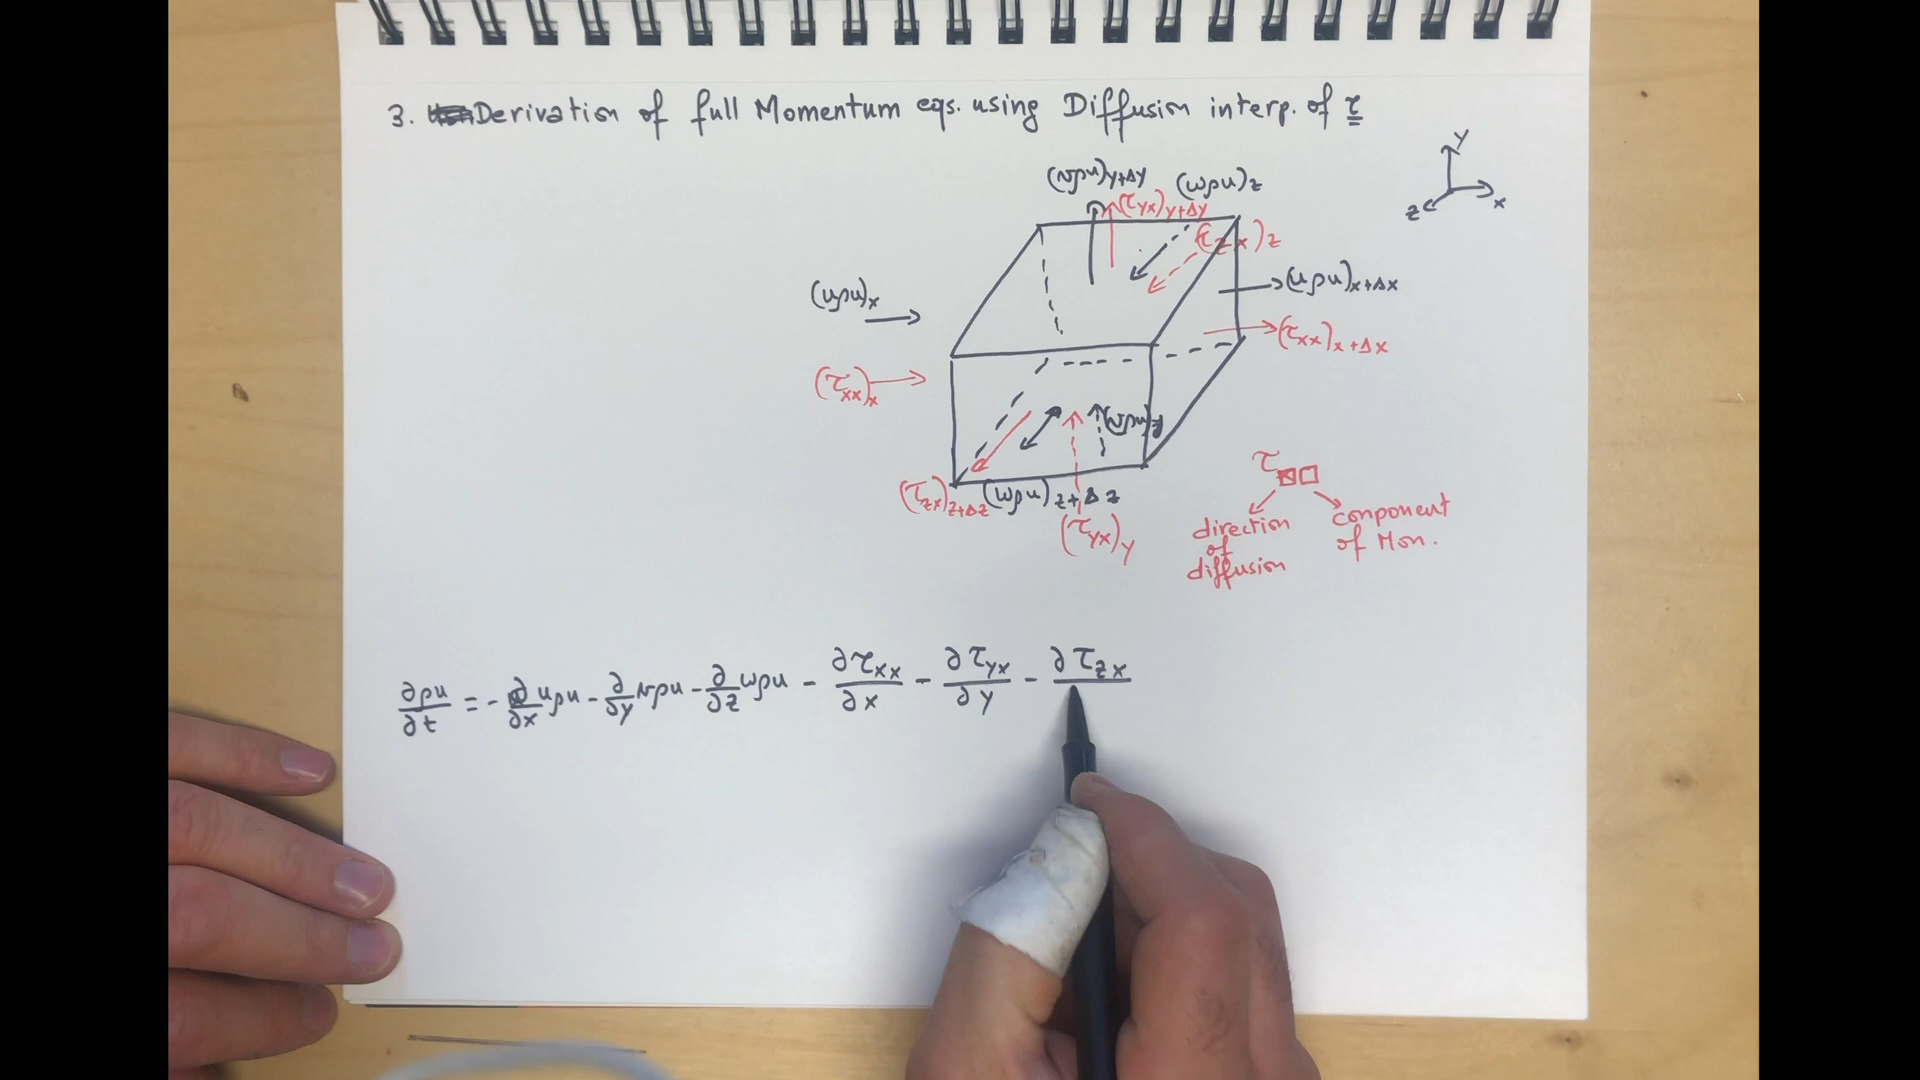 3. Derivation of full Momentum eqs. using Diffusion interp. of τ
y
x
z
(vρu)y+Δy
(wρu)z
(τyx)y+Δy
(τzx)z
(uρu)x
(uρu)x+Δx
(τxx)x+Δx
(τxx)x
(vρu)y
(τzx)z+Δz
(wρu)z+Δz
(τyx)y
τ
direction
of
diffusion
conponent
of Mon.
∂ρu/∂t = - ∂/∂x uρu - ∂/∂y vρu - ∂/∂z wρu - ∂τxx/∂x - ∂τyx/∂y - ∂τzx